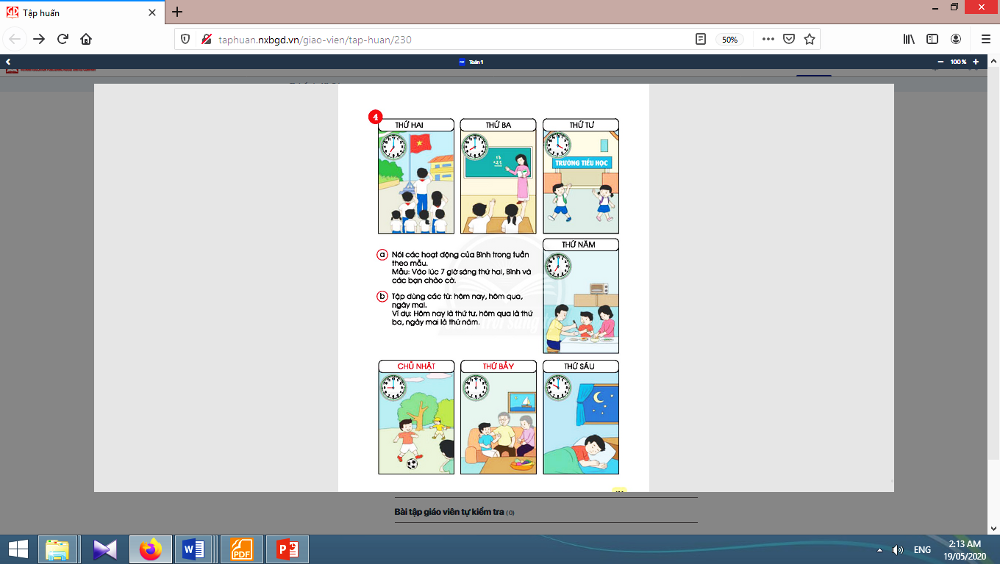 Tập huấn
taphuan.nxbgd.vn/giao-vien/tap-huan/230
50%
Toán 1
100%
4
THỨ HAI
THỨ BA
THỨ TƯ
17
+21
TRƯỜNG TIỂU HỌC
a Nói các hoạt động của Bình trong tuần
theo mẫu.
Mẫu: Vào lúc 7 giờ sáng thứ hai, Bình và
các bạn chào cờ.
b Tập dùng các từ: hôm nay, hôm qua,
ngày mai.
Ví dụ: Hôm nay là thứ tư, hôm qua là thứ
ba, ngày mai là thứ năm.
THỨ NĂM
CHỦ NHẬT
THỨ BẢY
THỨ SÁU
Bài tập giáo viên tự kiểm tra (0)
PDF
ENG
2:13 AM
19/05/2020